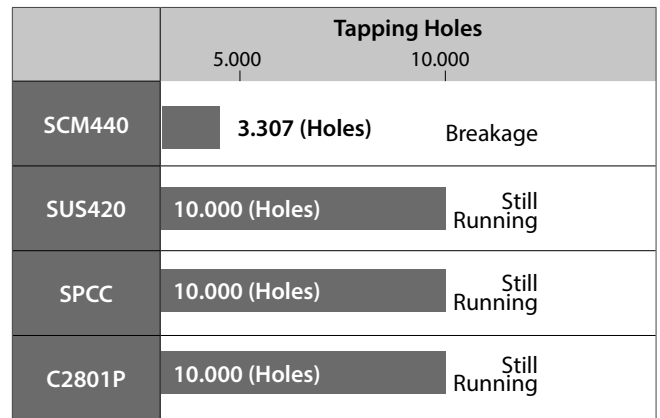 Tapping Holes
5.000 10.000
SCM440 3.307 (Holes) Breakage
SUS420 10.000 (Holes) Still
Running
SPCC 10.000 (Holes) Still
Running
C2801P 10.000 (Holes) Still
Running